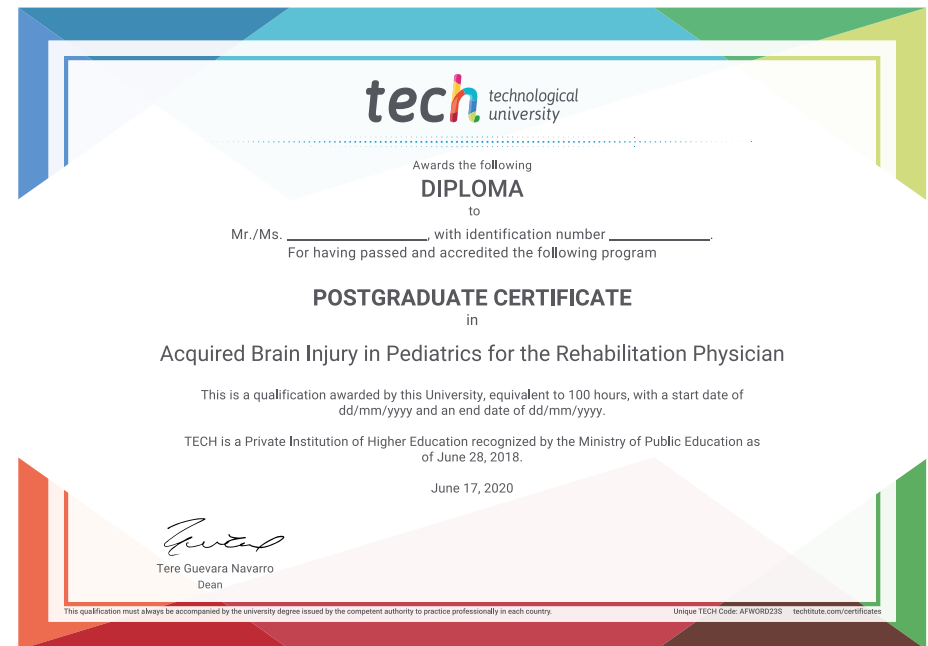 tech technological
university
Awards the following
DIPLOMA
to
Mr./Ms. ____________________, with identification number ______________.
For having passed and accredited the following program
POSTGRADUATE CERTIFICATE
in
Acquired Brain Injury in Pediatrics for the Rehabilitation Physician
This is a qualification awarded by this University, equivalent to 100 hours, with a start date of
dd/mm/yyyy and an end date of dd/mm/yyyy.
TECH is a Private Institution of Higher Education recognized by the Ministry of Public Education as
of June 28, 2018.
June 17, 2020
Tere Guevara Navarro
Dean
This qualification must always be accompanied by the university degree issued by the competent authority to practice professionally in each country.
Unique TECH Code: AFWORD23S techtitute.com/certificates